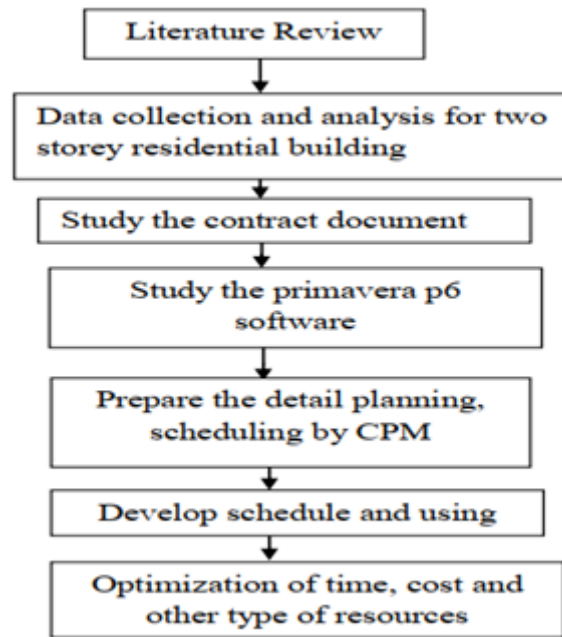 Literature Review
Data collection and analysis for two
storey residential building
Study the contract document
Study the primavera p6
software
Prepare the detail planning,
scheduling by CPM
Develop schedule and using
Optimization of time, cost and
other type of resources